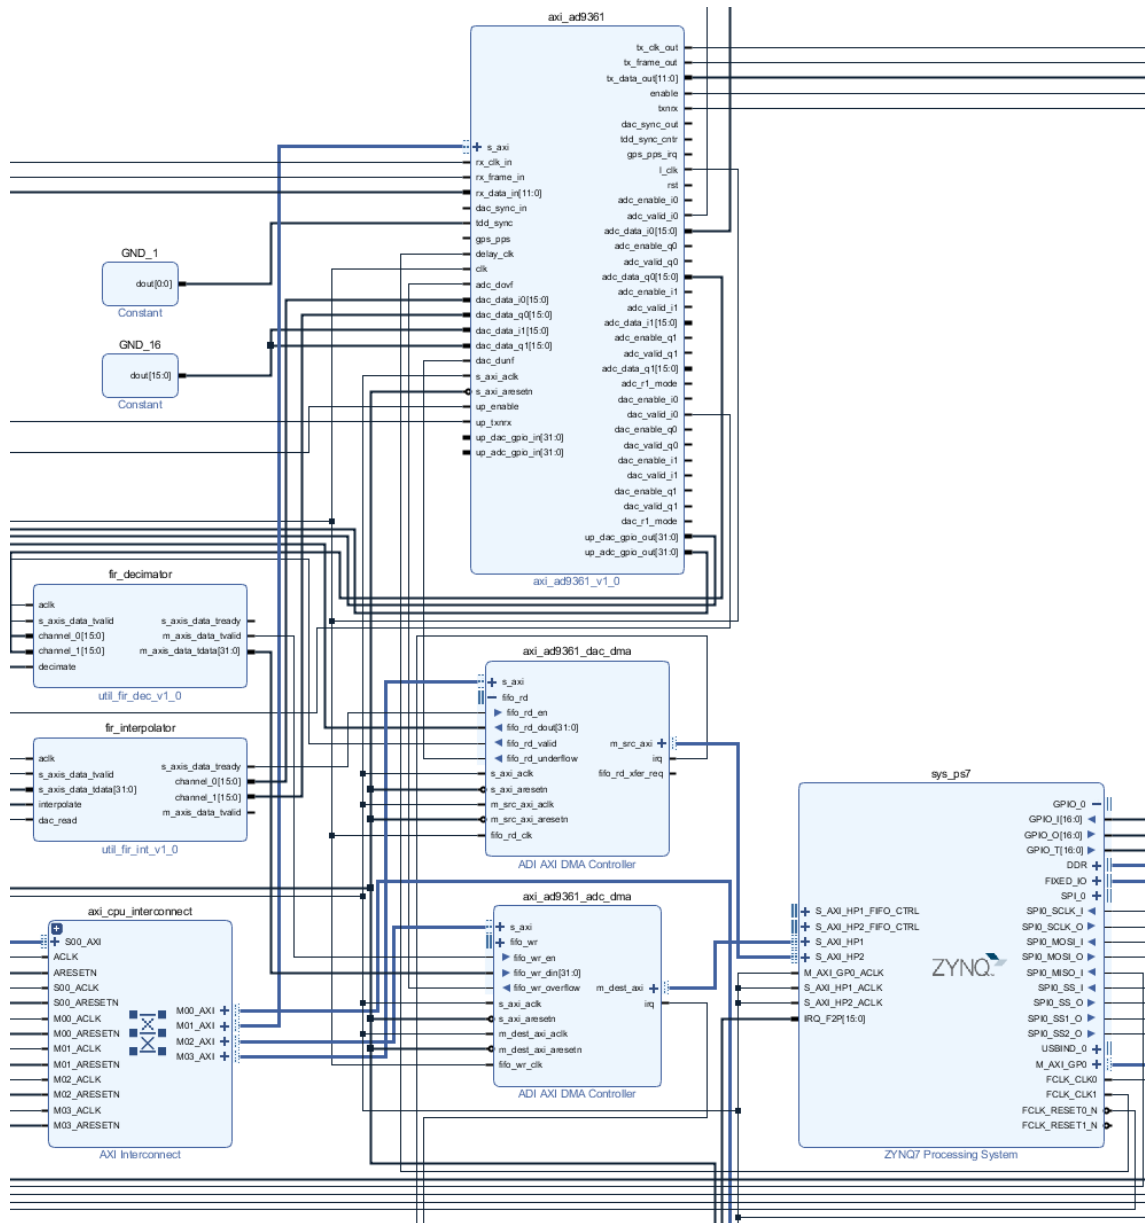 axi_ad9361
tx_clk_out
tx_frame_out
tx_data_out[11:0]
enable
txnrx
dac_sync_out
tdd_sync_cntr
gps_pps_irq
l_clk
rst
adc_enable_i0
adc_valid_i0
adc_data_i0[15:0]
adc_enable_q0
adc_valid_q0
adc_data_q0[15:0]
adc_enable_i1
adc_valid_i1
adc_data_i1[15:0]
adc_enable_q1
adc_valid_q1
adc_data_q1[15:0]
adc_r1_mode
dac_enable_i0
dac_valid_i0
dac_enable_q0
dac_valid_q0
dac_enable_i1
dac_valid_i1
dac_enable_q1
dac_valid_q1
dac_r1_mode
up_dac_gpio_out[31:0]
up_adc_gpio_out[31:0]
s_axi
rx_clk_in
rx_frame_in
rx_data_in[11:0]
dac_sync_in
tdd_sync
gps_pps
delay_clk
clk
adc_dovf
dac_data_i0[15:0]
dac_data_q0[15:0]
dac_data_i1[15:0]
dac_data_q1[15:0]
dac_dunf
s_axi_aclk
s_axi_aresetn
up_enable
up_txnrx
up_dac_gpio_in[31:0]
up_adc_gpio_in[31:0]
axi_ad9361_v1_0
GND_1
dout[0:0]
Constant
GND_16
dout[15:0]
Constant
fir_decimator
aclk
s_axis_data_tvalid
channel_0[15:0]
channel_1[15:0]
decimate
s_axis_data_tready
m_axis_data_tvalid
m_axis_data_tdata[31:0]
util_fir_dec_v1_0
fir_interpolator
aclk
s_axis_data_tvalid
s_axis_data_tdata[31:0]
interpolate
dac_read
s_axis_data_tready
channel_0[15:0]
channel_1[15:0]
m_axis_data_tvalid
util_fir_int_v1_0
axi_ad9361_dac_dma
s_axi
fifo_rd
fifo_rd_en
fifo_rd_dout[31:0]
fifo_rd_valid
fifo_rd_underflow
s_axi_aclk
s_axi_aresetn
m_src_axi_aclk
m_src_axi_aresetn
fifo_rd_clk
m_src_axi
irq
fifo_rd_xfer_req
ADI AXI DMA Controller
axi_cpu_interconnect
S00_AXI
ACLK
ARESETN
S00_ACLK
S00_ARESETN
M00_ACLK
M00_ARESETN
M01_ACLK
M01_ARESETN
M02_ACLK
M02_ARESETN
M03_ACLK
M03_ARESETN
M00_AXI
M01_AXI
M02_AXI
M03_AXI
AXI Interconnect
axi_ad9361_adc_dma
s_axi
fifo_wr
fifo_wr_en
fifo_wr_din[31:0]
fifo_wr_overflow
s_axi_aclk
s_axi_aresetn
m_dest_axi_aclk
m_dest_axi_aresetn
fifo_wr_clk
m_dest_axi
irq
ADI AXI DMA Controller
sys_ps7
S_AXI_HP1_FIFO_CTRL
S_AXI_HP2_FIFO_CTRL
S_AXI_HP1
S_AXI_HP2
M_AXI_GP0_ACLK
S_AXI_HP1_ACLK
S_AXI_HP2_ACLK
IRQ_F2P[15:0]
ZYNQ
GPIO_0
GPIO_I[16:0]
GPIO_O[16:0]
GPIO_T[16:0]
DDR
FIXED_IO
SPI_0
SPI0_SCLK_I
SPI0_SCLK_O
SPI0_MOSI_I
SPI0_MOSI_O
SPI0_MISO_I
SPI0_SS_I
SPI0_SS_O
SPI0_SS1_O
SPI0_SS2_O
USBIND_0
M_AXI_GP0
FCLK_CLK0
FCLK_CLK1
FCLK_RESET0_N
FCLK_RESET1_N
ZYNQ7 Processing System